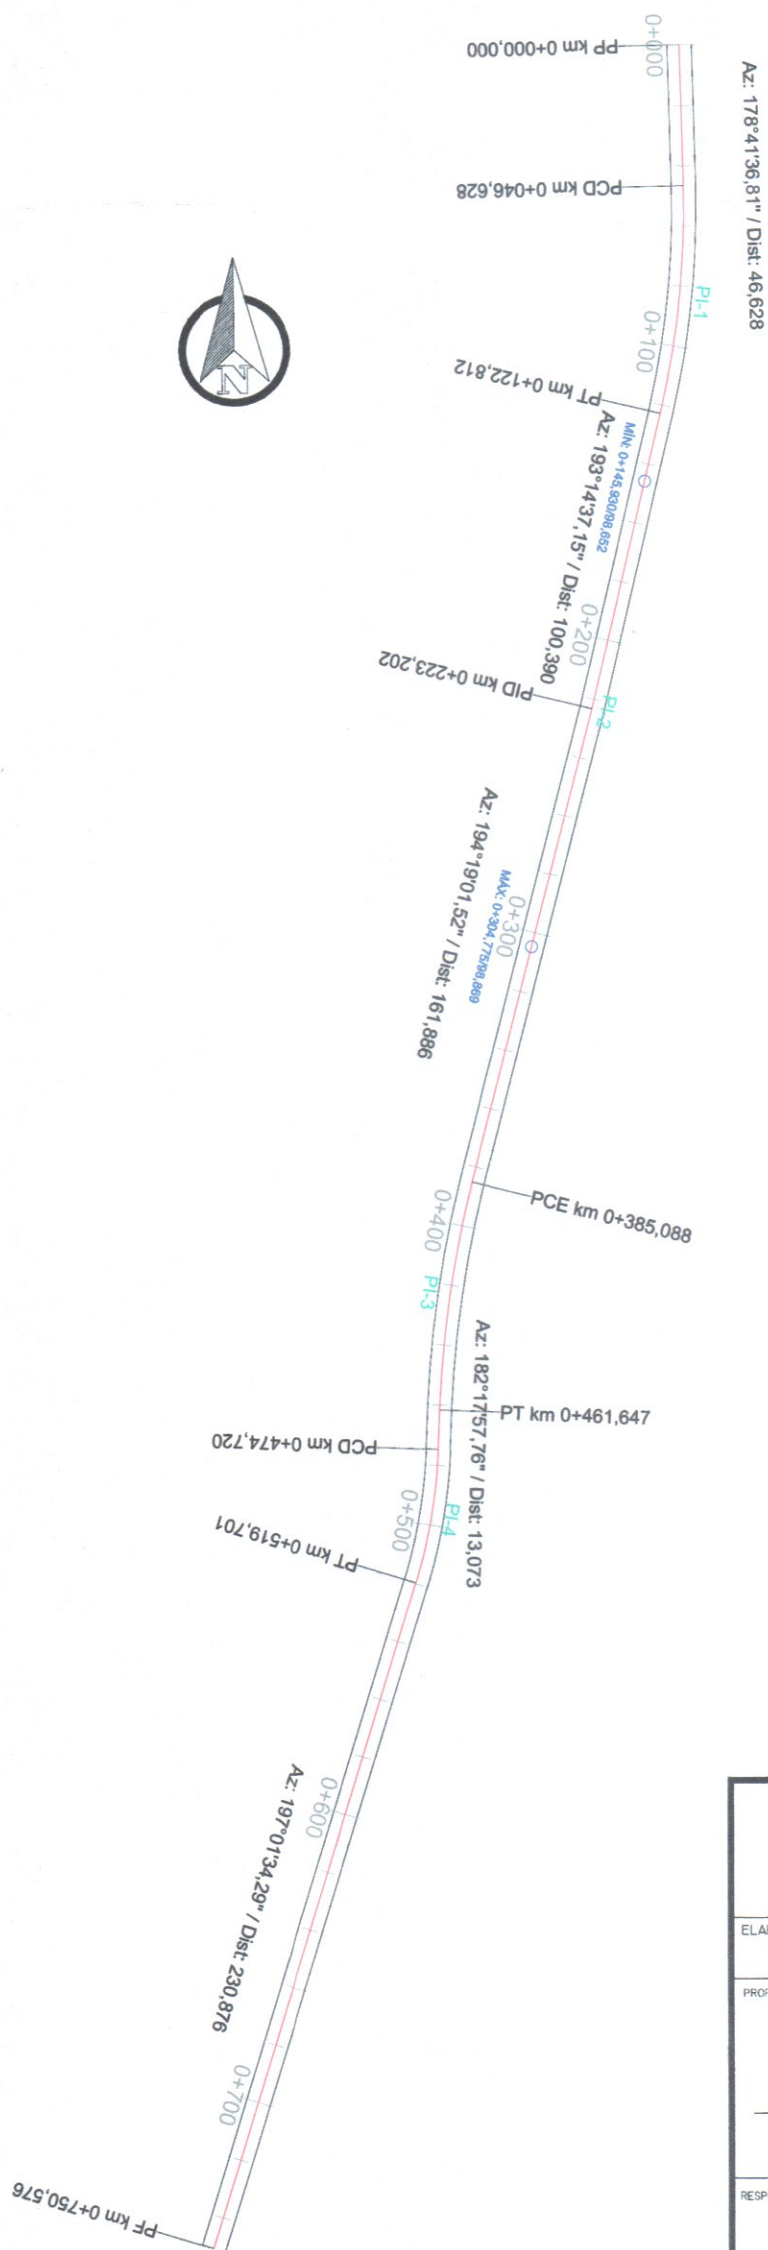 0+000
PP km 0+000,000
Az: 178°41'36,81" / Dist: 46,628
PCD km 0+046,628
PI-1
0+100
PT km 0+122,812
MÍN: 0+145,930/98,652
Az: 193°14'37,15" / Dist: 100,390
N
0+200
PID km 0+223,202
PI-2
Az: 194°19'01,52" / Dist: 161,886
0+300
MAX: 0+304,775/98,869
PCE km 0+385,088
0+400
PI-3
Az: 182°17'57,76" / Dist: 13,073
PT km 0+461,647
PCD km 0+474,720
0+500
PI-4
PT km 0+519,701
0+600
Az: 197°01'34,29" / Dist: 230,876
0+700
PF km 0+750,576
ELA
PRO
RESP